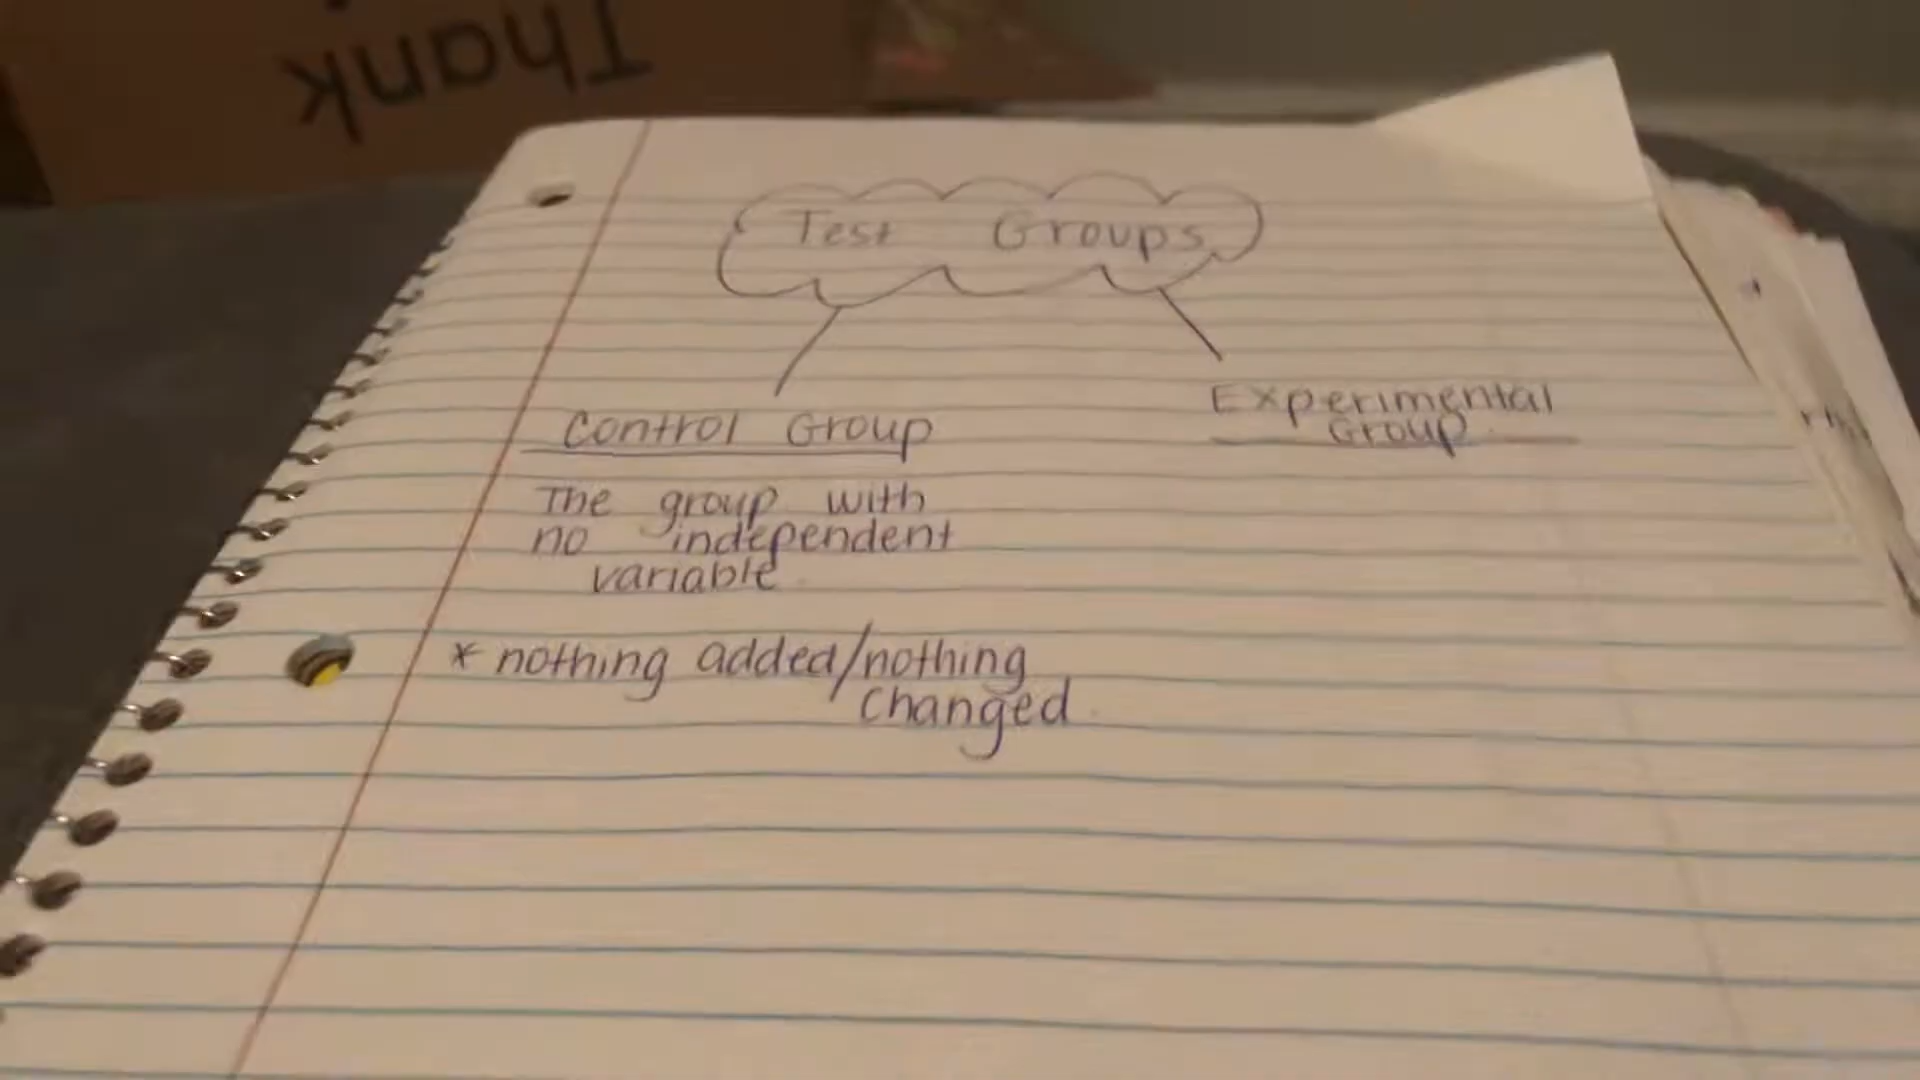 Thank
Test Groups
Control Group
The group with
no independent
variable
* nothing added/nothing
changed
Experimental
Group